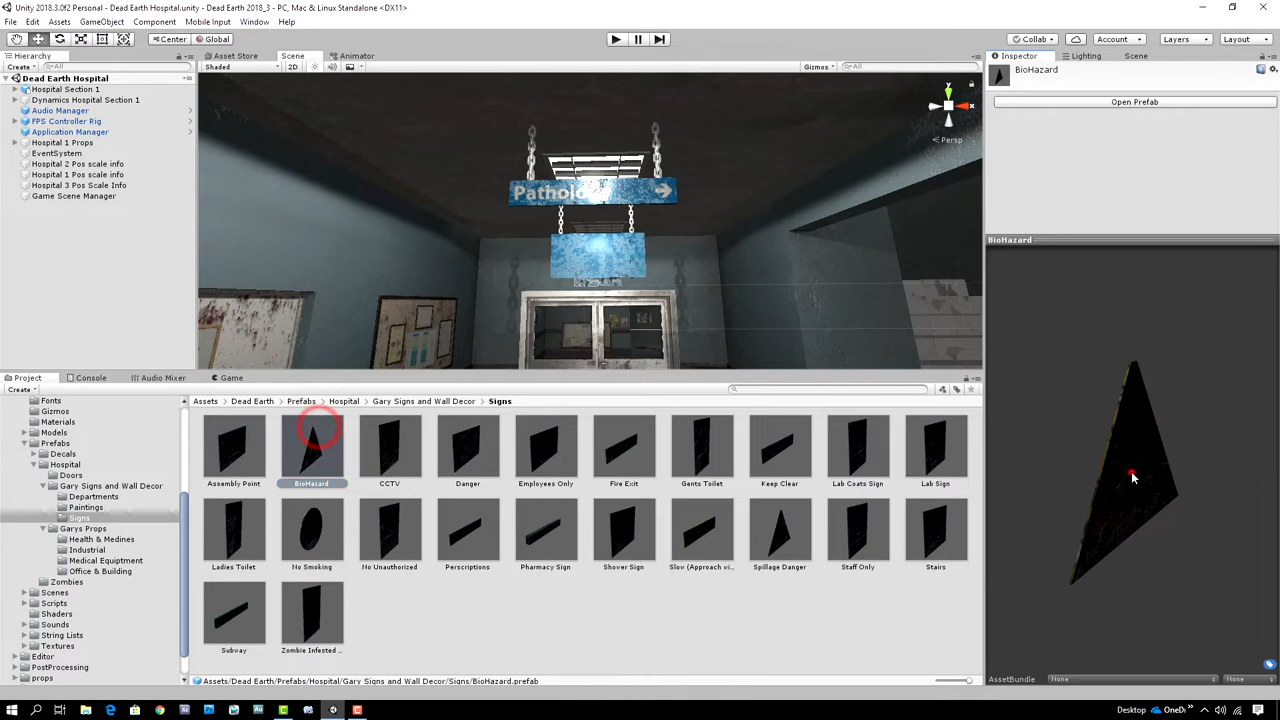 Unity 2018.3.0f2 Personal - Dead Earth Hospital.unity - Dead Earth 2018_3 - PC, Mac & Linux Standalone <DX11>
File Edit Assets GameObject Component Mobile Input Window Help
Center Global Collab Account Layers Layout
Hierarchy Asset Store Scene Animator Inspector Lighting Scene
Create All Shaded 2D Gizmos All BioHazard
Dead Earth Hospital
Hospital Section 1
Dynamics Hospital Section 1
Open Prefab
Audio Manager
FPS Controller Rig
Application Manager
Hospital 1 Props
EventSystem
Hospital 2 Pos scale info
Hospital 1 Pos scale info
Hospital 3 Pos Scale Info
Game Scene Manager
y
x
Persp
Pathology
BioHazard
Project Console Audio Mixer Game
Create
Fonts
Gizmos
Materials
Models
Prefabs
Decals
Hospital
Doors
Gary Signs and Wall Decor
Departments
Paintings
Signs
Garys Props
Health & Medines
Industrial
Medical Equiptment
Office & Building
Zombies
Scenes
Scripts
Shaders
Sounds
String Lists
Textures
Editor
PostProcessing
props
Assets > Dead Earth > Prefabs > Hospital > Gary Signs and Wall Decor > Signs
Assembly Point BioHazard CCTV Danger Employees Only Fire Exit Gents Toilet Keep Clear Lab Coats Sign Lab Sign
Ladies Toilet No Smoking No Unauthorized Perscriptions Pharmacy Sign Shower Sign Slow (Approach wi... Spillage Danger Staff Only Stairs
Subway Zombie Infested ...
Assets/Dead Earth/Prefabs/Hospital/Gary Signs and Wall Decor/Signs/BioHazard.prefab
AssetBundle None None
Desktop OneDr